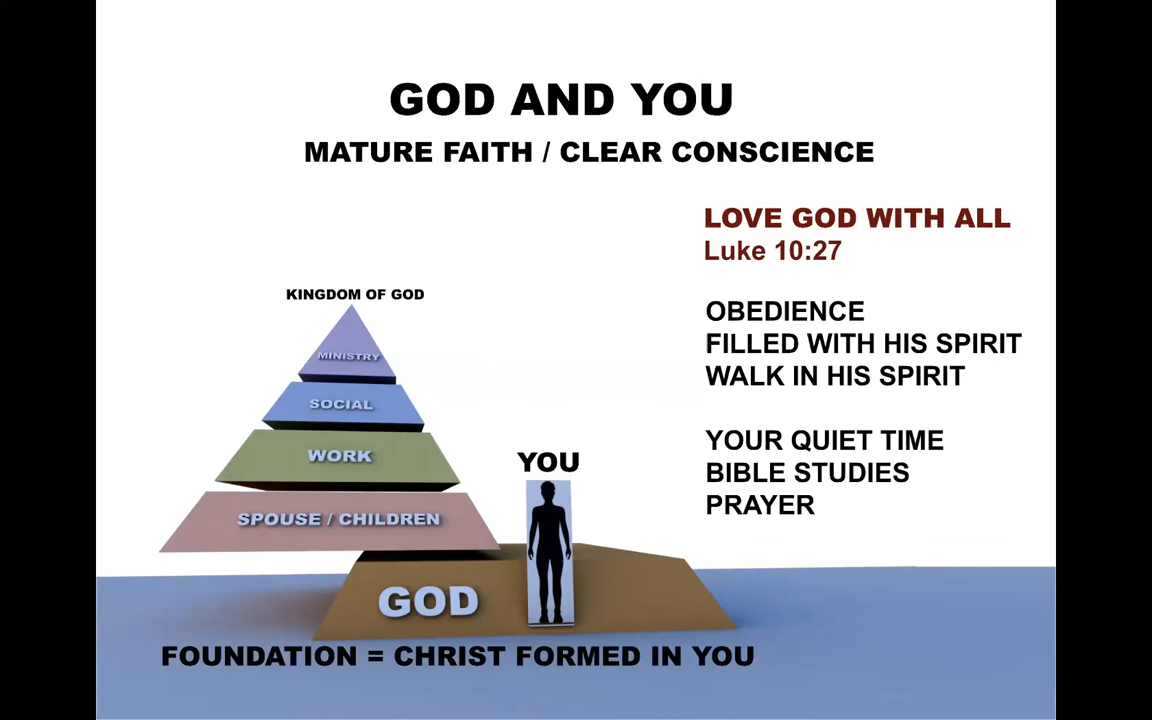 GOD AND YOU
MATURE FAITH / CLEAR CONSCIENCE
LOVE GOD WITH ALL
Luke 10:27
OBEDIENCE
FILLED WITH HIS SPIRIT
WALK IN HIS SPIRIT
YOUR QUIET TIME
BIBLE STUDIES
PRAYER
KINGDOM OF GOD
MINISTRY
SOCIAL
WORK
SPOUSE / CHILDREN
YOU
GOD
FOUNDATION = CHRIST FORMED IN YOU